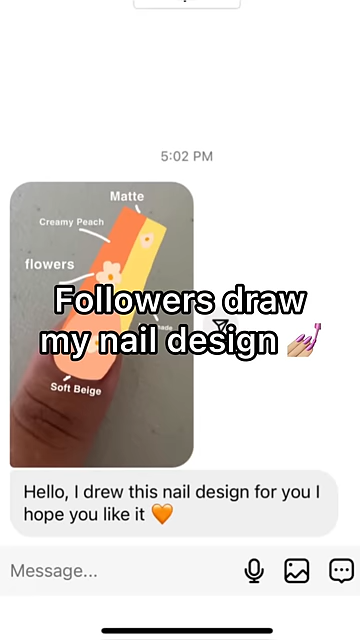 5:02 PM
Matte
Creamy Peach
flowers
Soft Beige
Followers draw
my nail design 💅🏼
Hello, I drew this nail design for you I
hope you like it 🧡
Message...